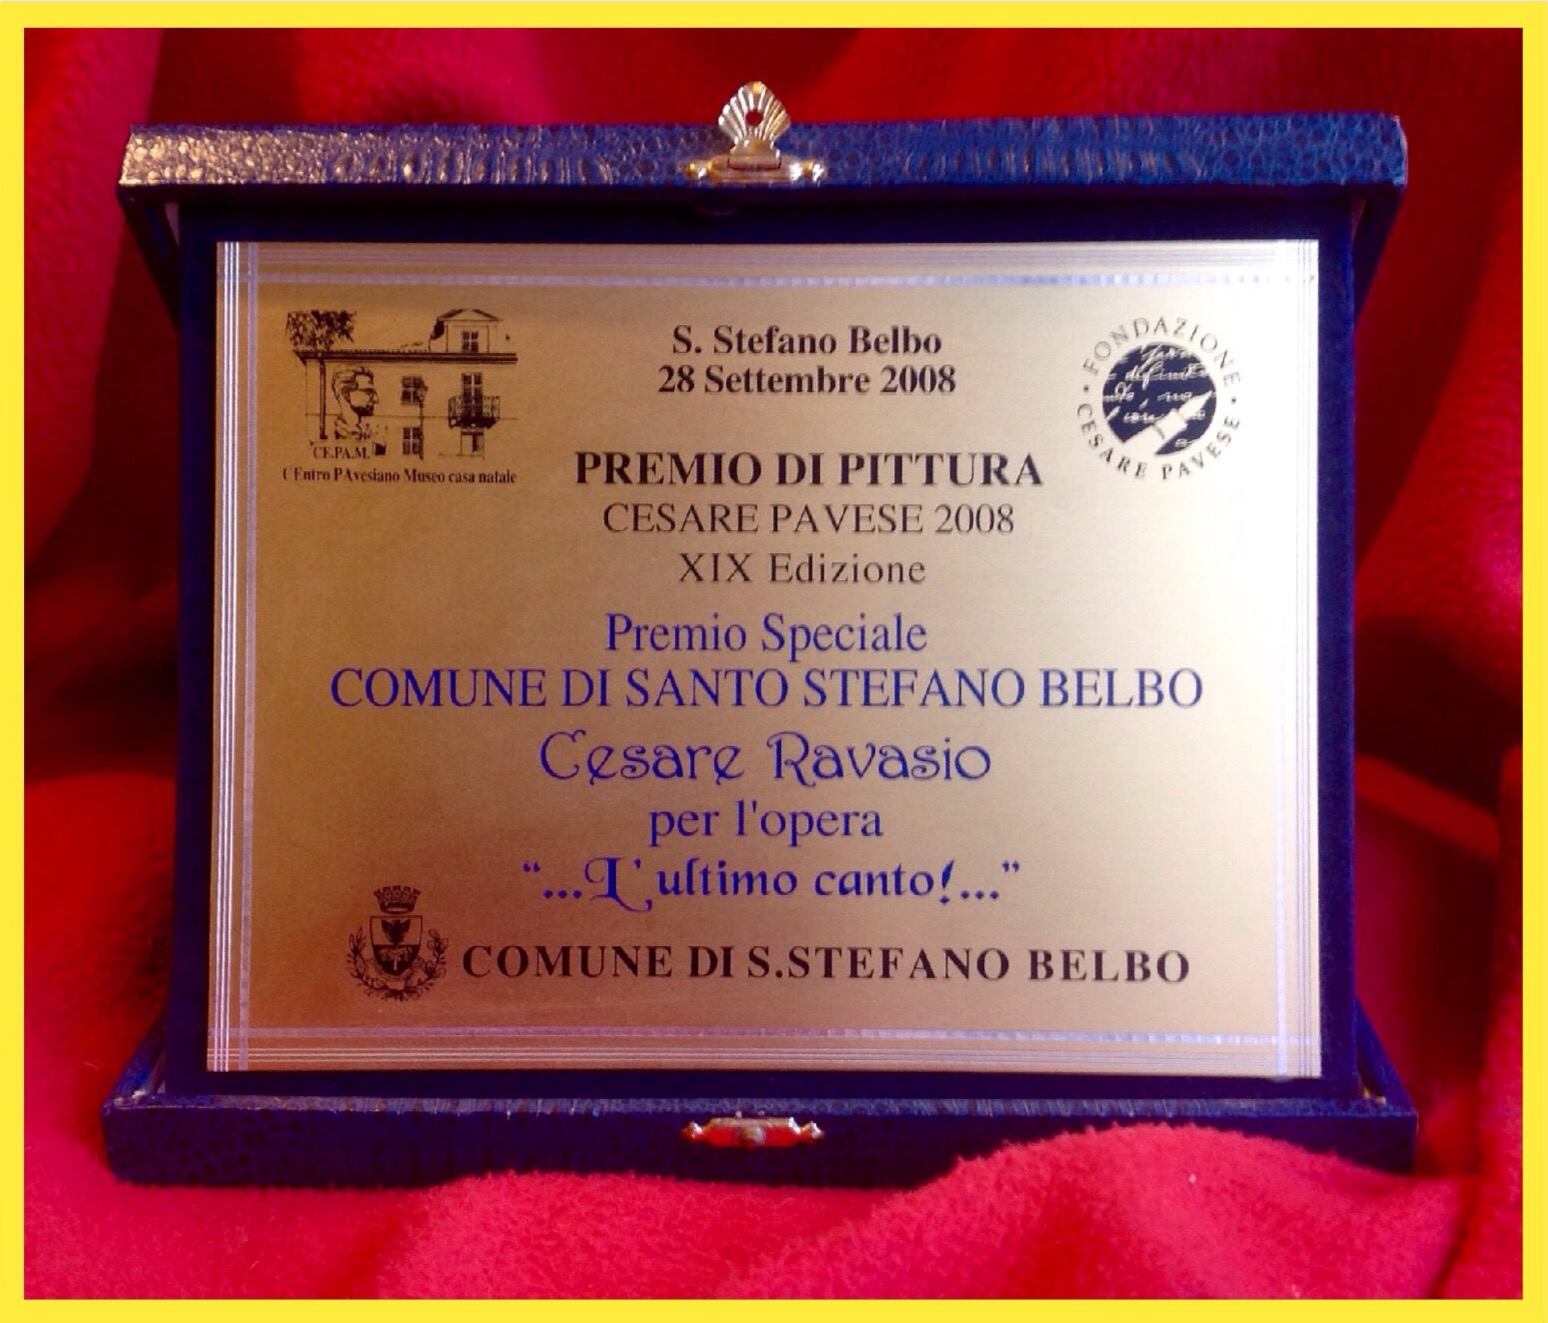 S. Stefano Belbo
28 Settembre 2008
CE.PA.M.
CEntro PAvesiano Museo casa natale
FONDAZIONE
• CESARE PAVESE •
PREMIO DI PITTURA
CESARE PAVESE 2008
XIX Edizione
Premio Speciale
COMUNE DI SANTO STEFANO BELBO
Cesare Ravasio
per l'opera
“...L'ultimo canto!...”
COMUNE DI S.STEFANO BELBO